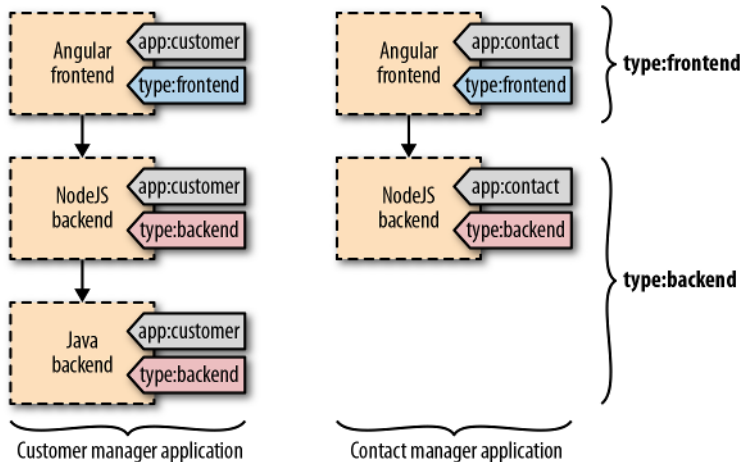 Angular
frontend
app:customer
type:frontend
Angular
frontend
app:contact
type:frontend
type:frontend
NodeJS
backend
app:customer
type:backend
NodeJS
backend
app:contact
type:backend
type:backend
Java
backend
app:customer
type:backend
Customer manager application
Contact manager application